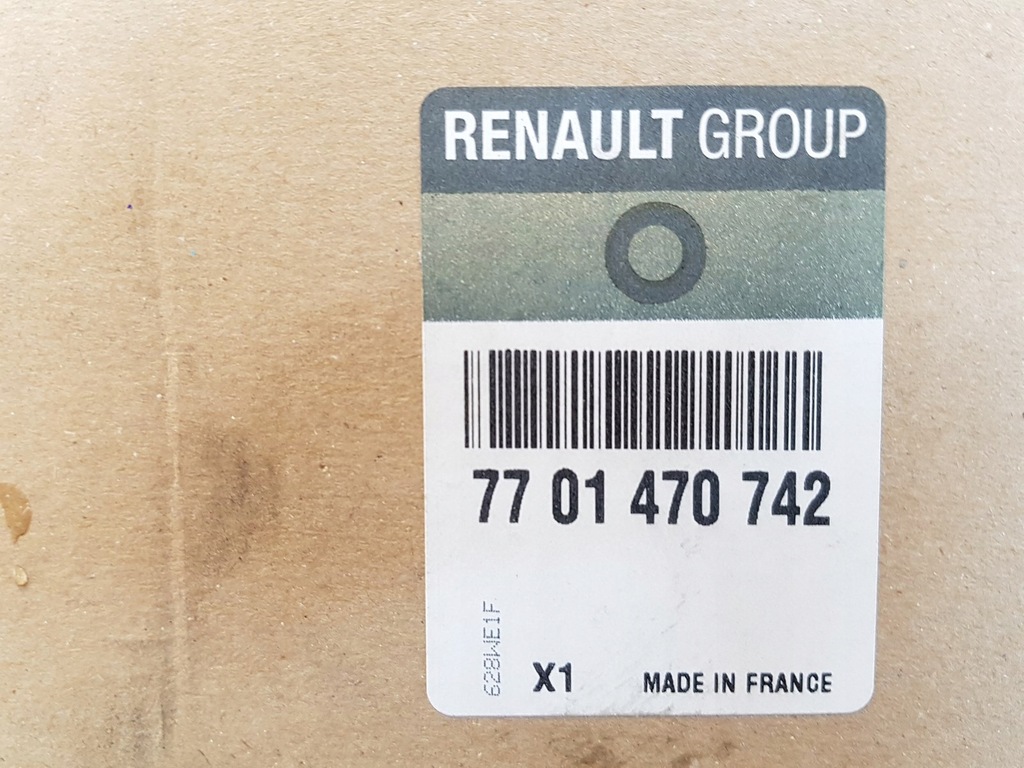 RENAULT GROUP
77 01 470 742
628WE1F
X1 MADE IN FRANCE